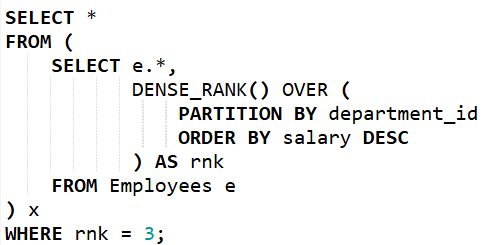 SELECT *
FROM (
    SELECT e.*,
           DENSE_RANK() OVER (
               PARTITION BY department_id
               ORDER BY salary DESC
           ) AS rnk
    FROM Employees e
) x
WHERE rnk = 3;